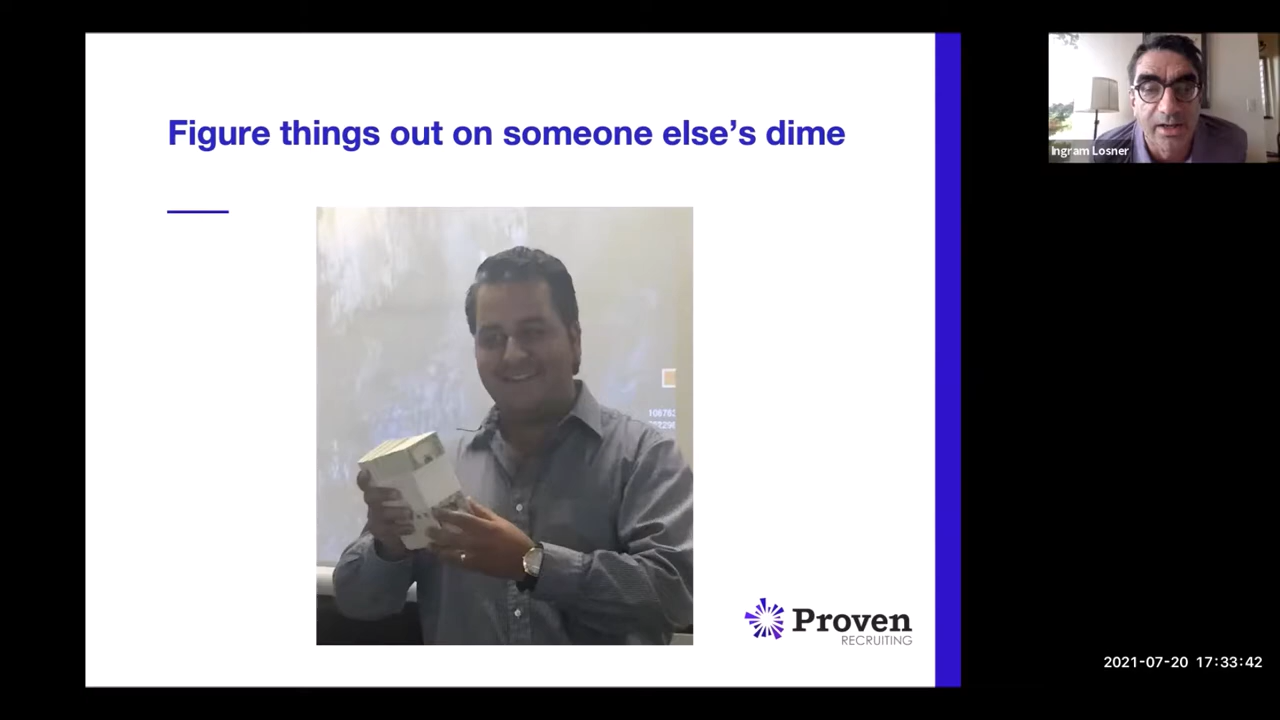 Figure things out on someone else’s dime
Ingram Losner
Proven
RECRUITING
2021-07-20 17:33:42